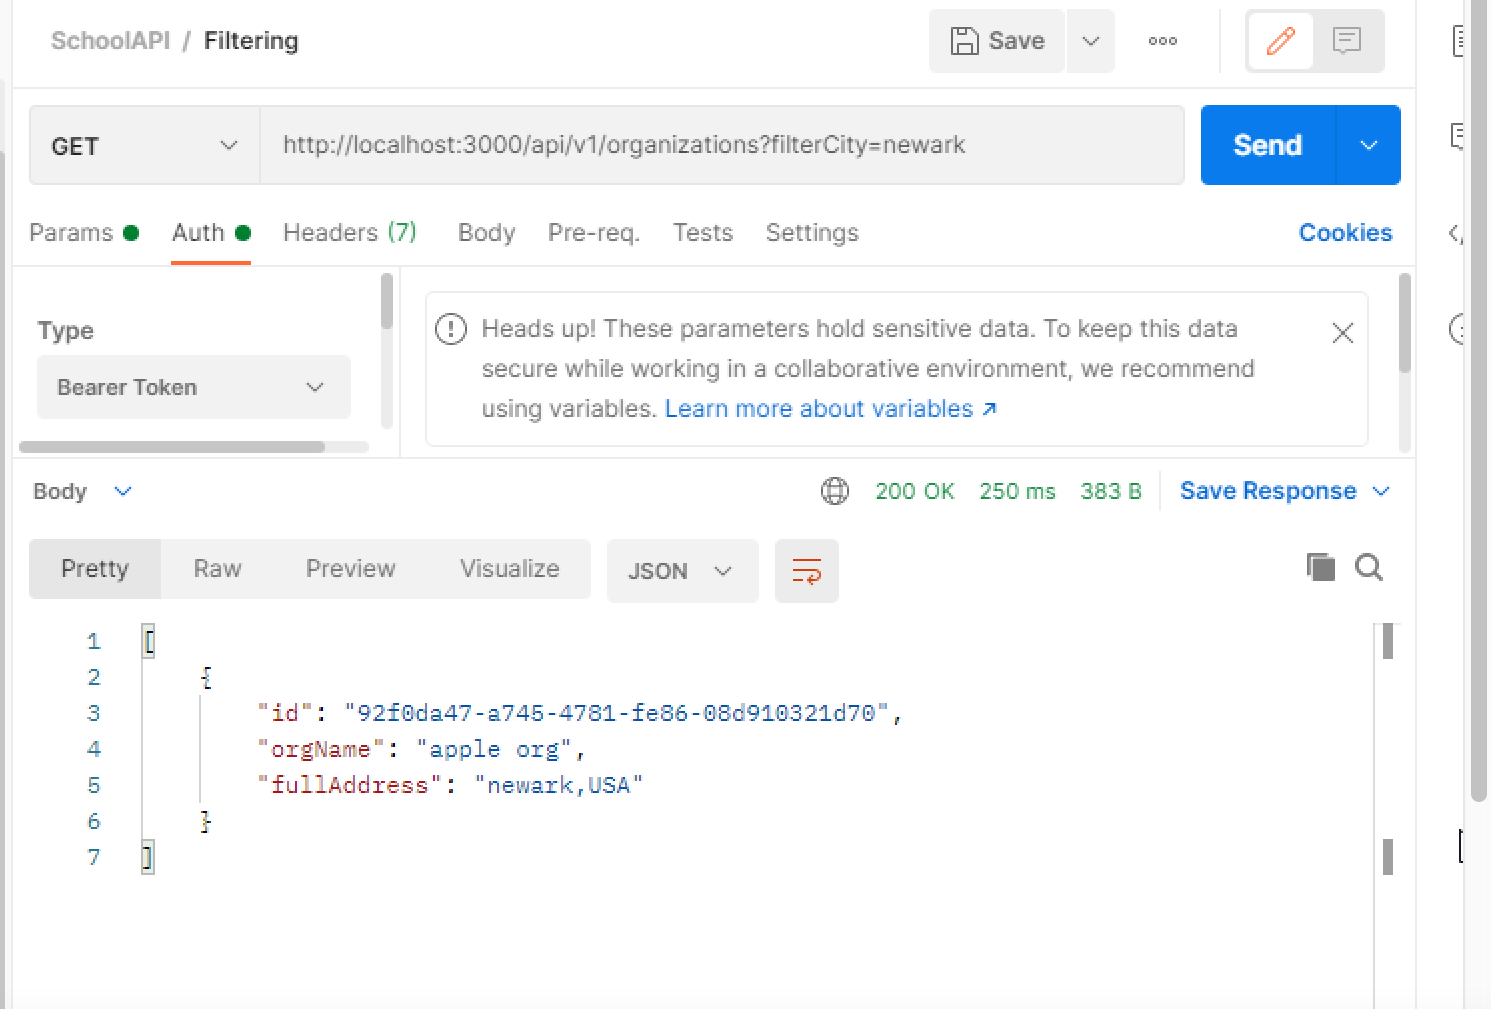 SchoolAPI / Filtering
Save
GET
http://localhost:3000/api/v1/organizations?filterCity=newark
Send
Params Auth Headers (7) Body Pre-req. Tests Settings
Cookies
Type
Bearer Token
Heads up! These parameters hold sensitive data. To keep this data
secure while working in a collaborative environment, we recommend
using variables. Learn more about variables ↗
Body
200 OK 250 ms 383 B Save Response
Pretty Raw Preview Visualize JSON
1 [
2 {
3 "id": "92f0da47-a745-4781-fe86-08d910321d70",
4 "orgName": "apple org",
5 "fullAddress": "newark,USA"
6 }
7 ]